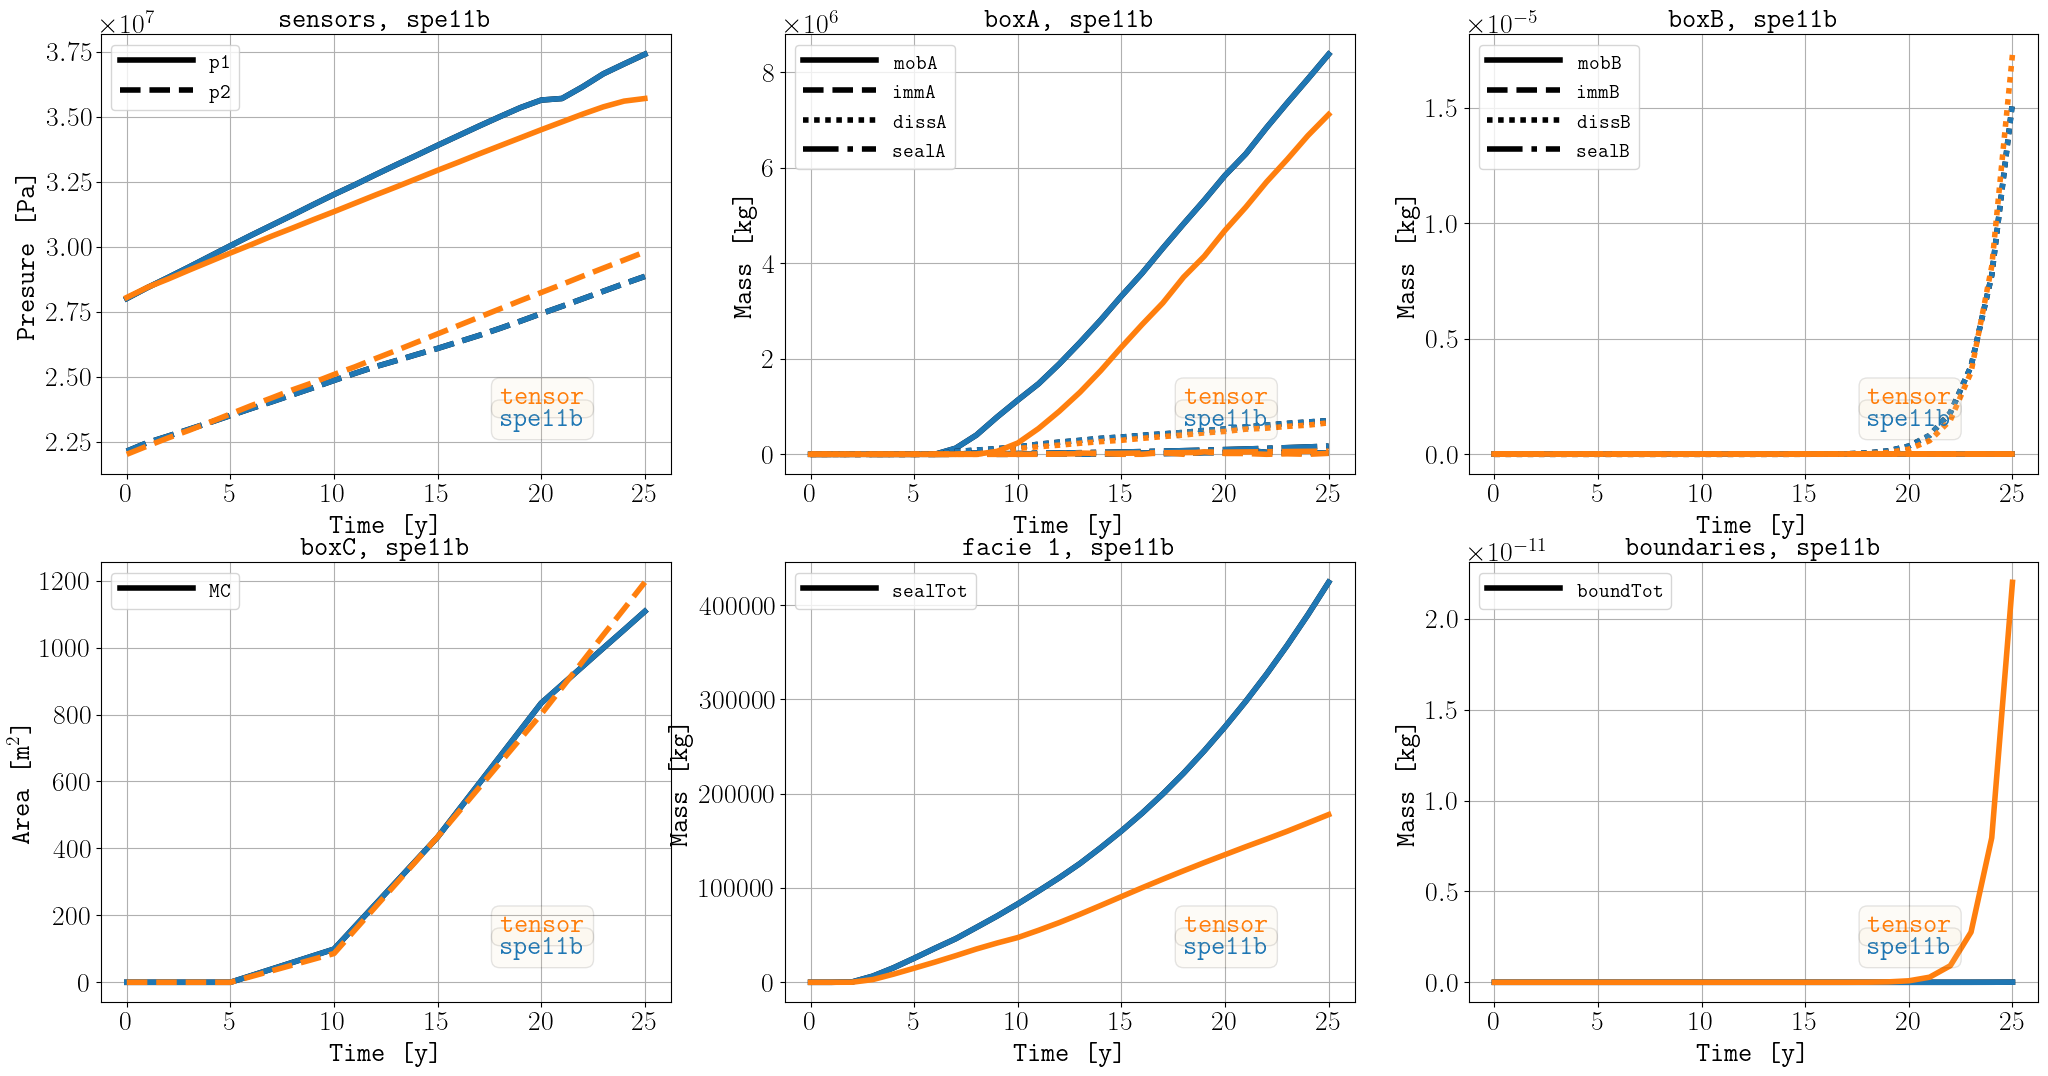 sensors, spe11b
×10⁷
p1
p2
3.75
3.50
3.25
3.00
2.75
2.50
2.25
Presure [Pa]
tensor
spe11b
0 5 10 15 20 25
Time [y]
boxA, spe11b
×10⁶
mobA
immA
dissA
sealA
8
6
4
2
0
Mass [kg]
tensor
spe11b
0 5 10 15 20 25
Time [y]
boxB, spe11b
×10⁻⁵
mobB
immB
dissB
sealB
1.5
1.0
0.5
0.0
Mass [kg]
tensor
spe11b
0 5 10 15 20 25
Time [y]
boxC, spe11b
MC
1200
1000
800
600
400
200
0
Area [m²]
tensor
spe11b
0 5 10 15 20 25
Time [y]
facie 1, spe11b
sealTot
400000
300000
200000
100000
0
Mass [kg]
tensor
spe11b
0 5 10 15 20 25
Time [y]
boundaries, spe11b
×10⁻¹¹
boundTot
2.0
1.5
1.0
0.5
0.0
Mass [kg]
tensor
spe11b
0 5 10 15 20 25
Time [y]